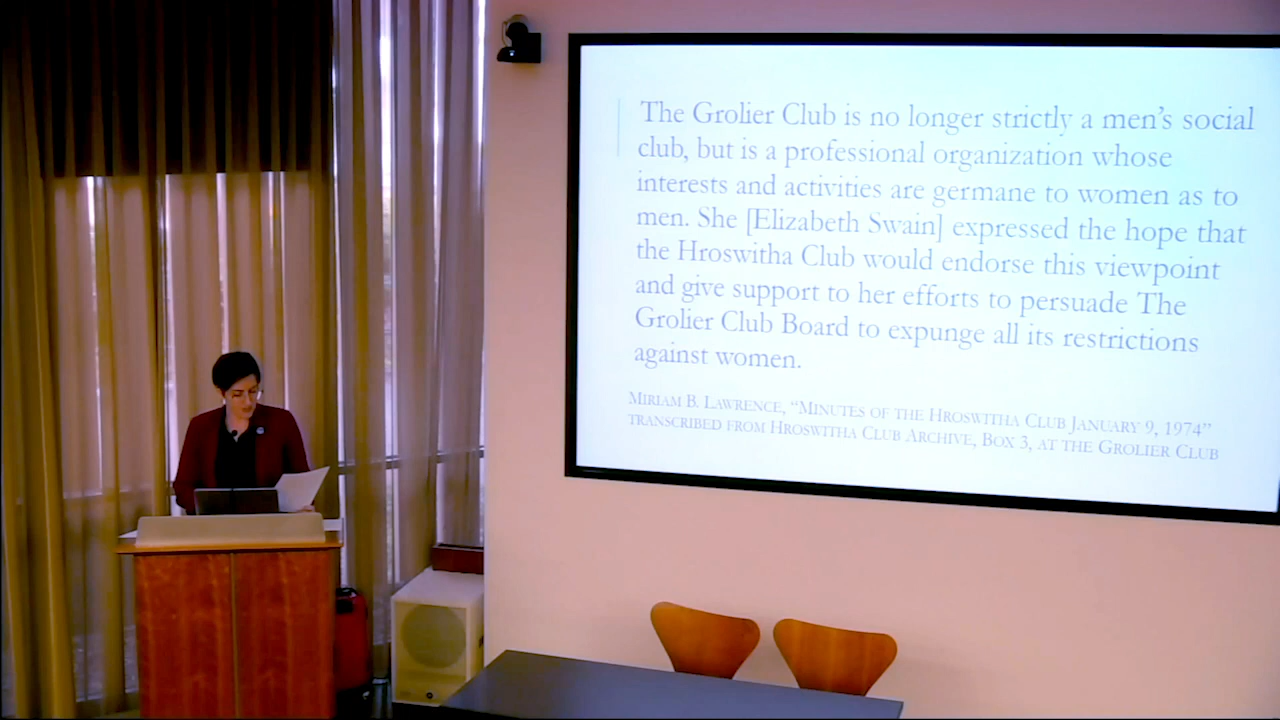 The Grolier Club is no longer strictly a men's social
club, but is a professional organization whose
interests and activities are germane to women as to
men. She [Elizabeth Swain] expressed the hope that
the Hroswitha Club would endorse this viewpoint
and give support to her efforts to persuade The
Grolier Club Board to expunge all its restrictions
against women.
MIRIAM B. LAWRENCE, “MINUTES OF THE HROSWITHA CLUB JANUARY 9, 1974”
TRANSCRIBED FROM HROSWITHA CLUB ARCHIVE, BOX 3, AT THE GROLIER CLUB